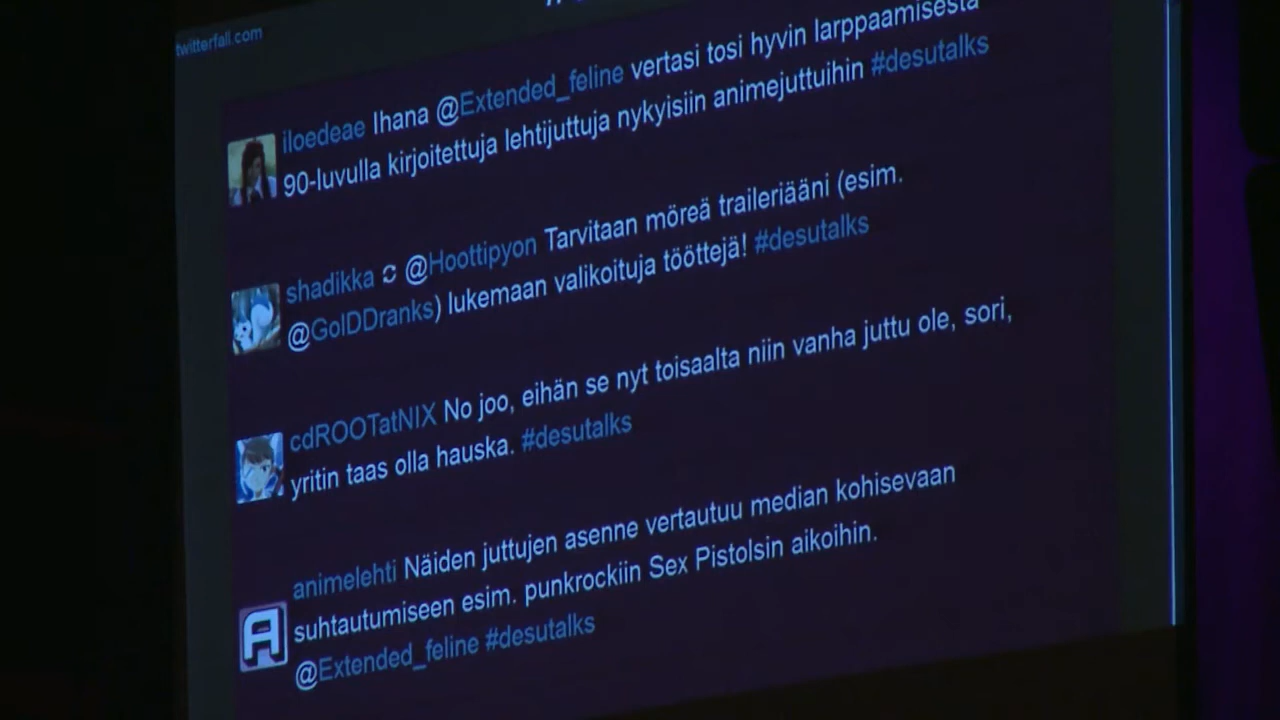 twitterfall.com
iloedeae Ihana @Extended_feline vertasi tosi hyvin larppaamisesta
90-luvulla kirjoitettuja lehtijuttuja nykyisiin animejuttuihin #desutalks
shadikka @Hoottipyon Tarvitaan möreä traileriääni (esim.
@GolDDranks) lukemaan valikoituja tööttejä! #desutalks
cdROOTatNIX No joo, eihän se nyt toisaalta niin vanha juttu ole, sori,
yritin taas olla hauska. #desutalks
animelehti Näiden juttujen asenne vertautuu median kohisevaan
suhtautumiseen esim. punkrockiin Sex Pistolsin aikoihin.
@Extended_feline #desutalks